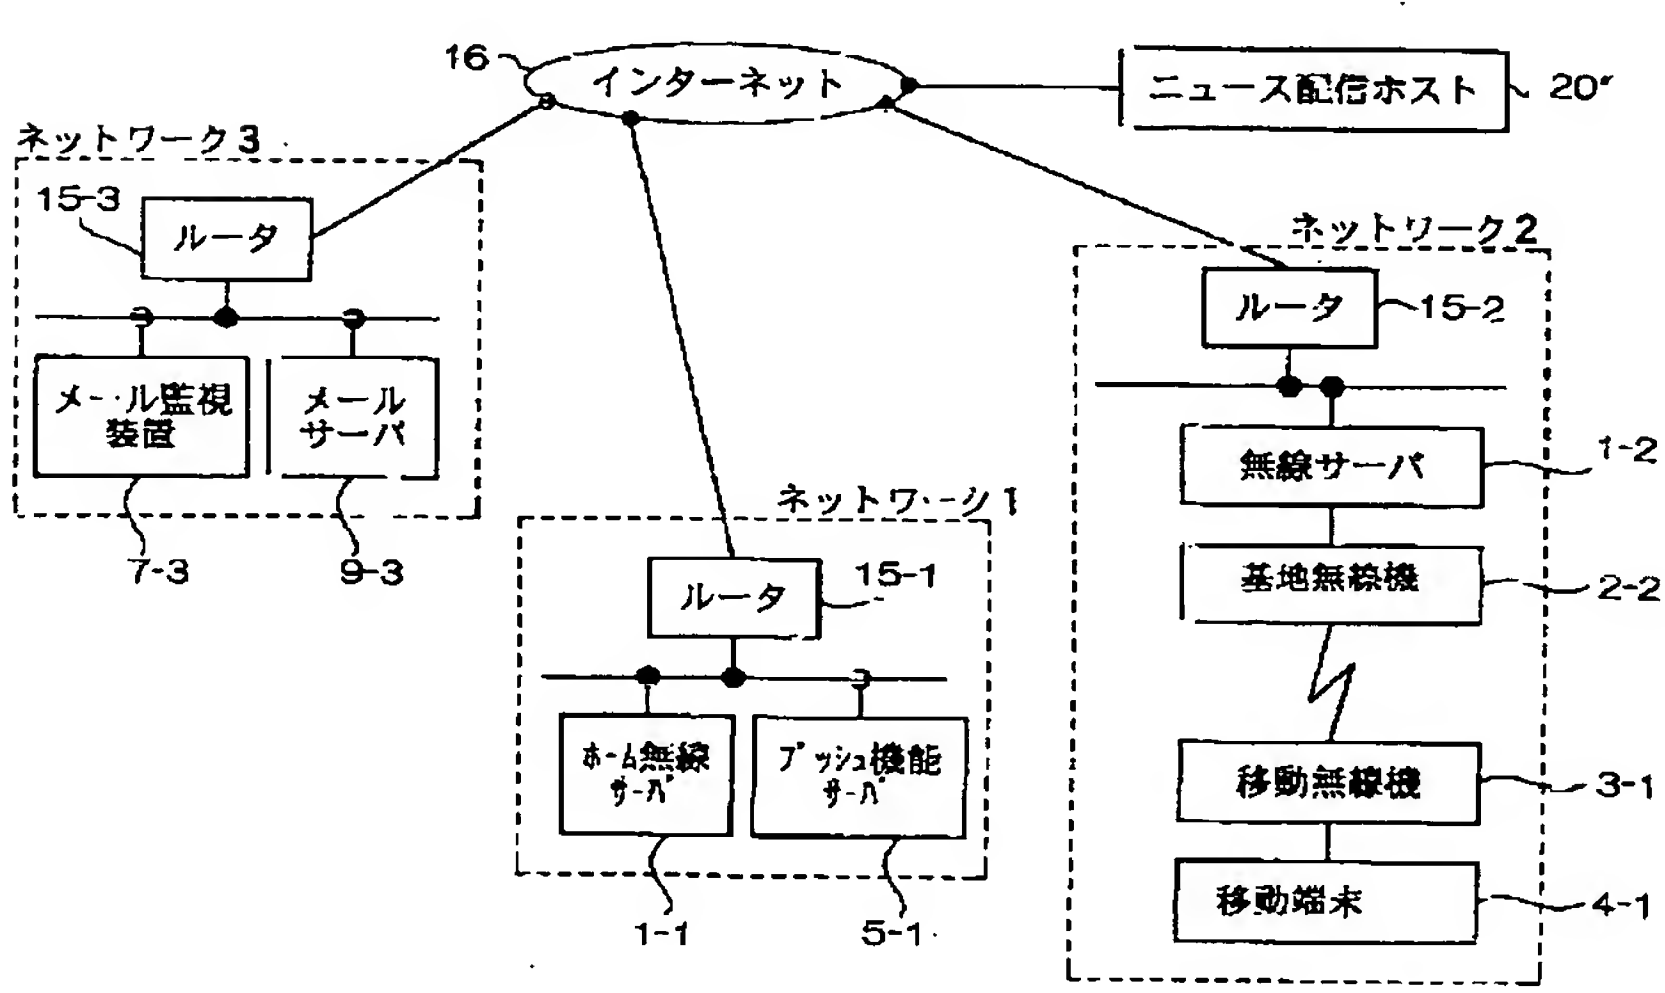 16
インターネット
ニュース配信ホスト
20"
ネットワーク3
15-3
ルータ
メール監視
装置
メール
サーバ
7-3
9-3
ネットワーク2
ルータ
15-2
無線サーバ
1-2
基地無線機
2-2
移動無線機
3-1
移動端末
4-1
ネットワーク1
ルータ
15-1
ホーム無線
サーバ
プッシュ機能
サーバ
1-1
5-1